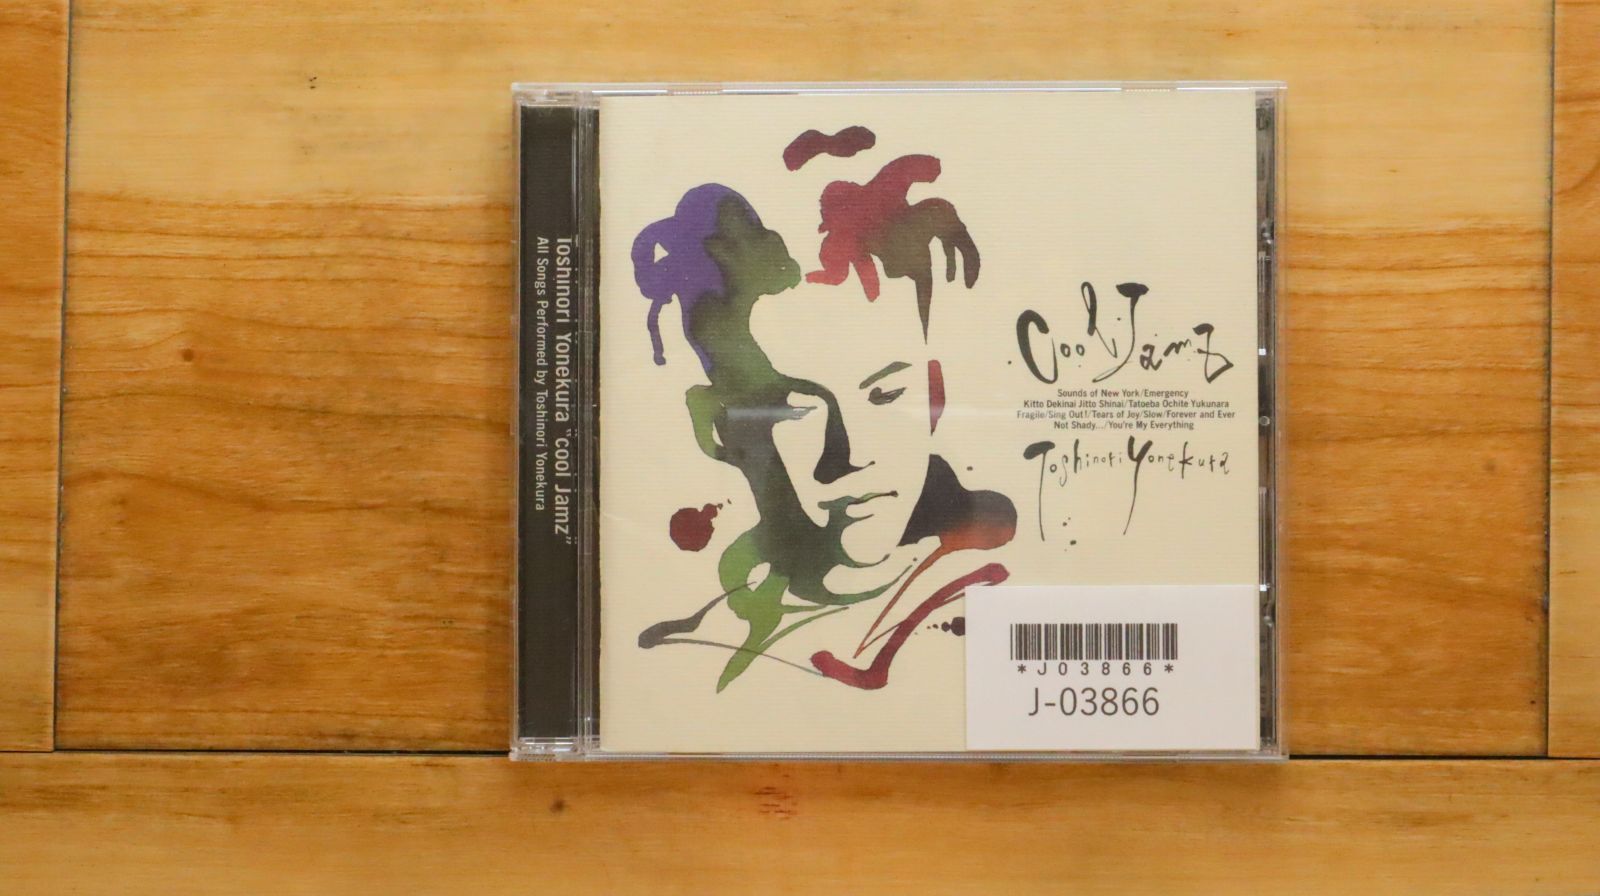 Toshinori Yonekura "cool Jamz"
All Songs Performed by Toshinori Yonekura
Cool Jamz
Sounds of New York/Emergency
Kitto Dekinai Jitto Shinai/Tatoeba Ochite Yukunara
Fragile/Sing Out!/Tears of Joy/Slow/Forever and Ever
Not Shady.../You're My Everything
Toshinori Yonekura
*J03866*
J-03866